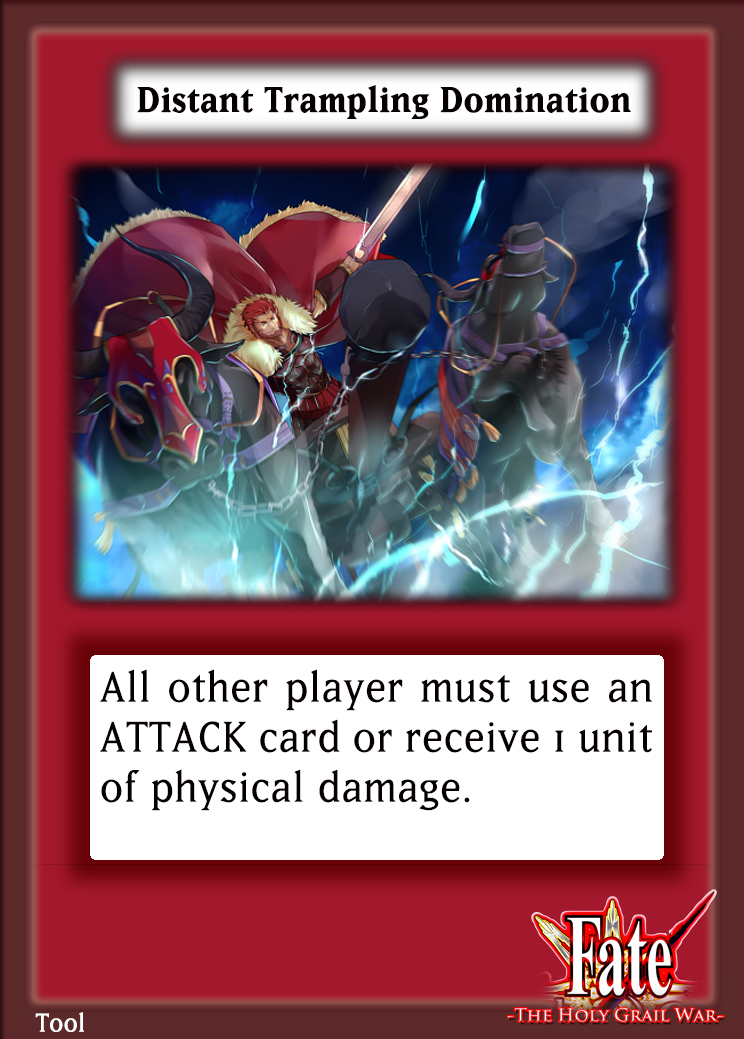 Distant Trampling Domination
All other player must use an
ATTACK card or receive 1 unit
of physical damage.
Fate
-THE HOLY GRAIL WAR-
Tool